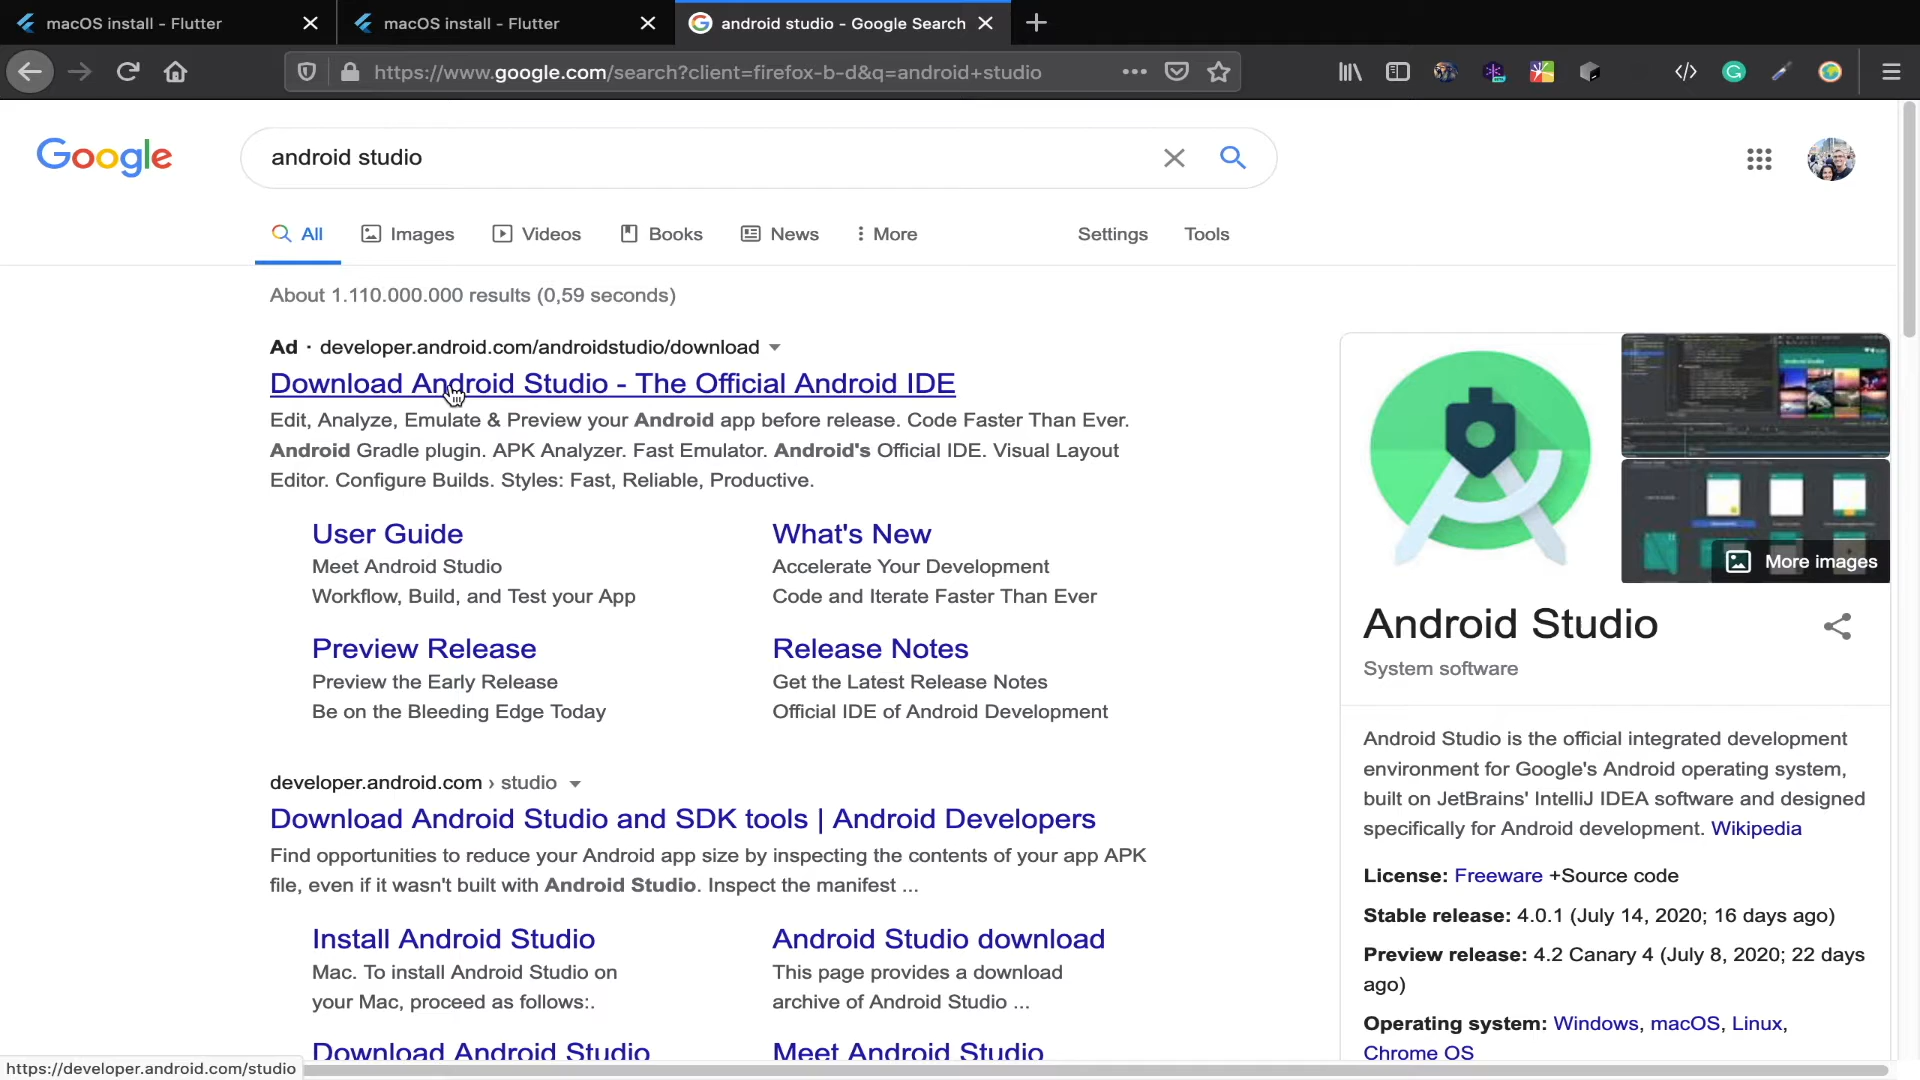 macOS install - Flutter
macOS install - Flutter
android studio - Google Search
https://www.google.com/search?client=firefox-b-d&q=android+studio
Google
android studio
All
Images
Videos
Books
News
More
Settings
Tools
About 1.110.000.000 results (0,59 seconds)
Ad · developer.android.com/androidstudio/download
Download Android Studio - The Official Android IDE
Edit, Analyze, Emulate & Preview your Android app before release. Code Faster Than Ever.
Android Gradle plugin. APK Analyzer. Fast Emulator. Android's Official IDE. Visual Layout
Editor. Configure Builds. Styles: Fast, Reliable, Productive.
User Guide
Meet Android Studio
Workflow, Build, and Test your App
What's New
Accelerate Your Development
Code and Iterate Faster Than Ever
Preview Release
Preview the Early Release
Be on the Bleeding Edge Today
Release Notes
Get the Latest Release Notes
Official IDE of Android Development
developer.android.com › studio
Download Android Studio and SDK tools | Android Developers
Find opportunities to reduce your Android app size by inspecting the contents of your app APK
file, even if it wasn't built with Android Studio. Inspect the manifest ...
Install Android Studio
Mac. To install Android Studio on
your Mac, proceed as follows:.
Android Studio download
This page provides a download
archive of Android Studio ...
Download Android Studio
Meet Android Studio
More images
Android Studio
System software
Android Studio is the official integrated development
environment for Google's Android operating system,
built on JetBrains' IntelliJ IDEA software and designed
specifically for Android development. Wikipedia
License: Freeware +Source code
Stable release: 4.0.1 (July 14, 2020; 16 days ago)
Preview release: 4.2 Canary 4 (July 8, 2020; 22 days
ago)
Operating system: Windows, macOS, Linux,
Chrome OS
https://developer.android.com/studio